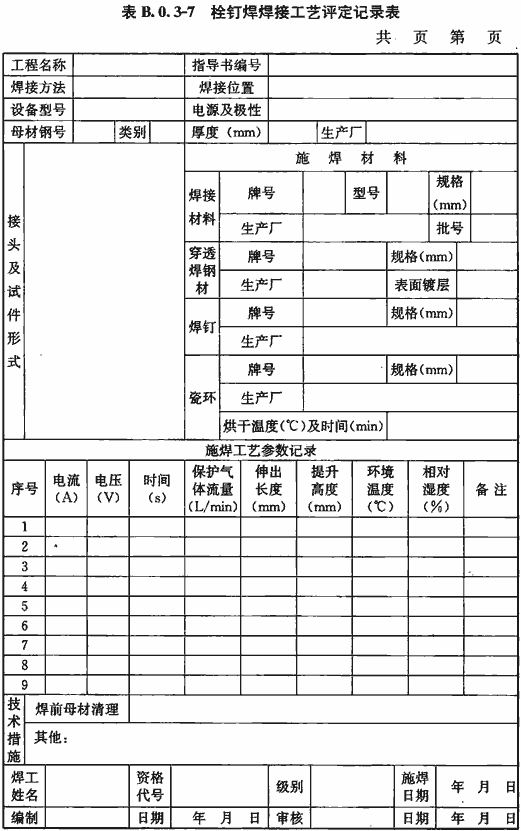 表 B.0.3-7 栓钉焊焊接工艺评定记录表
共 页 第 页
工程名称 指导书编号
焊接方法 焊接位置
设备型号 电源及极性
母材钢号 类别 厚度（mm） 生产厂
接头及试件形式
施焊材料
焊接材料 牌号 型号 规格(mm)
生产厂 批号
穿透焊钢材 牌号 规格(mm)
生产厂 表面镀层
焊钉 牌号 规格(mm)
生产厂
瓷环 牌号 规格(mm)
生产厂
烘干温度(℃)及时间(min)
施焊工艺参数记录
序号 电流(A) 电压(V) 时间(s) 保护气体流量(L/min) 伸出长度(mm) 提升高度(mm) 环境温度(℃) 相对湿度(%) 备注
1
2
3
4
5
6
7
8
9
技术措施 焊前母材清理
其他：
焊工姓名 资格代号 级别 施焊日期 年 月 日
编制 日期 年 月 日 审核 日期 年 月 日